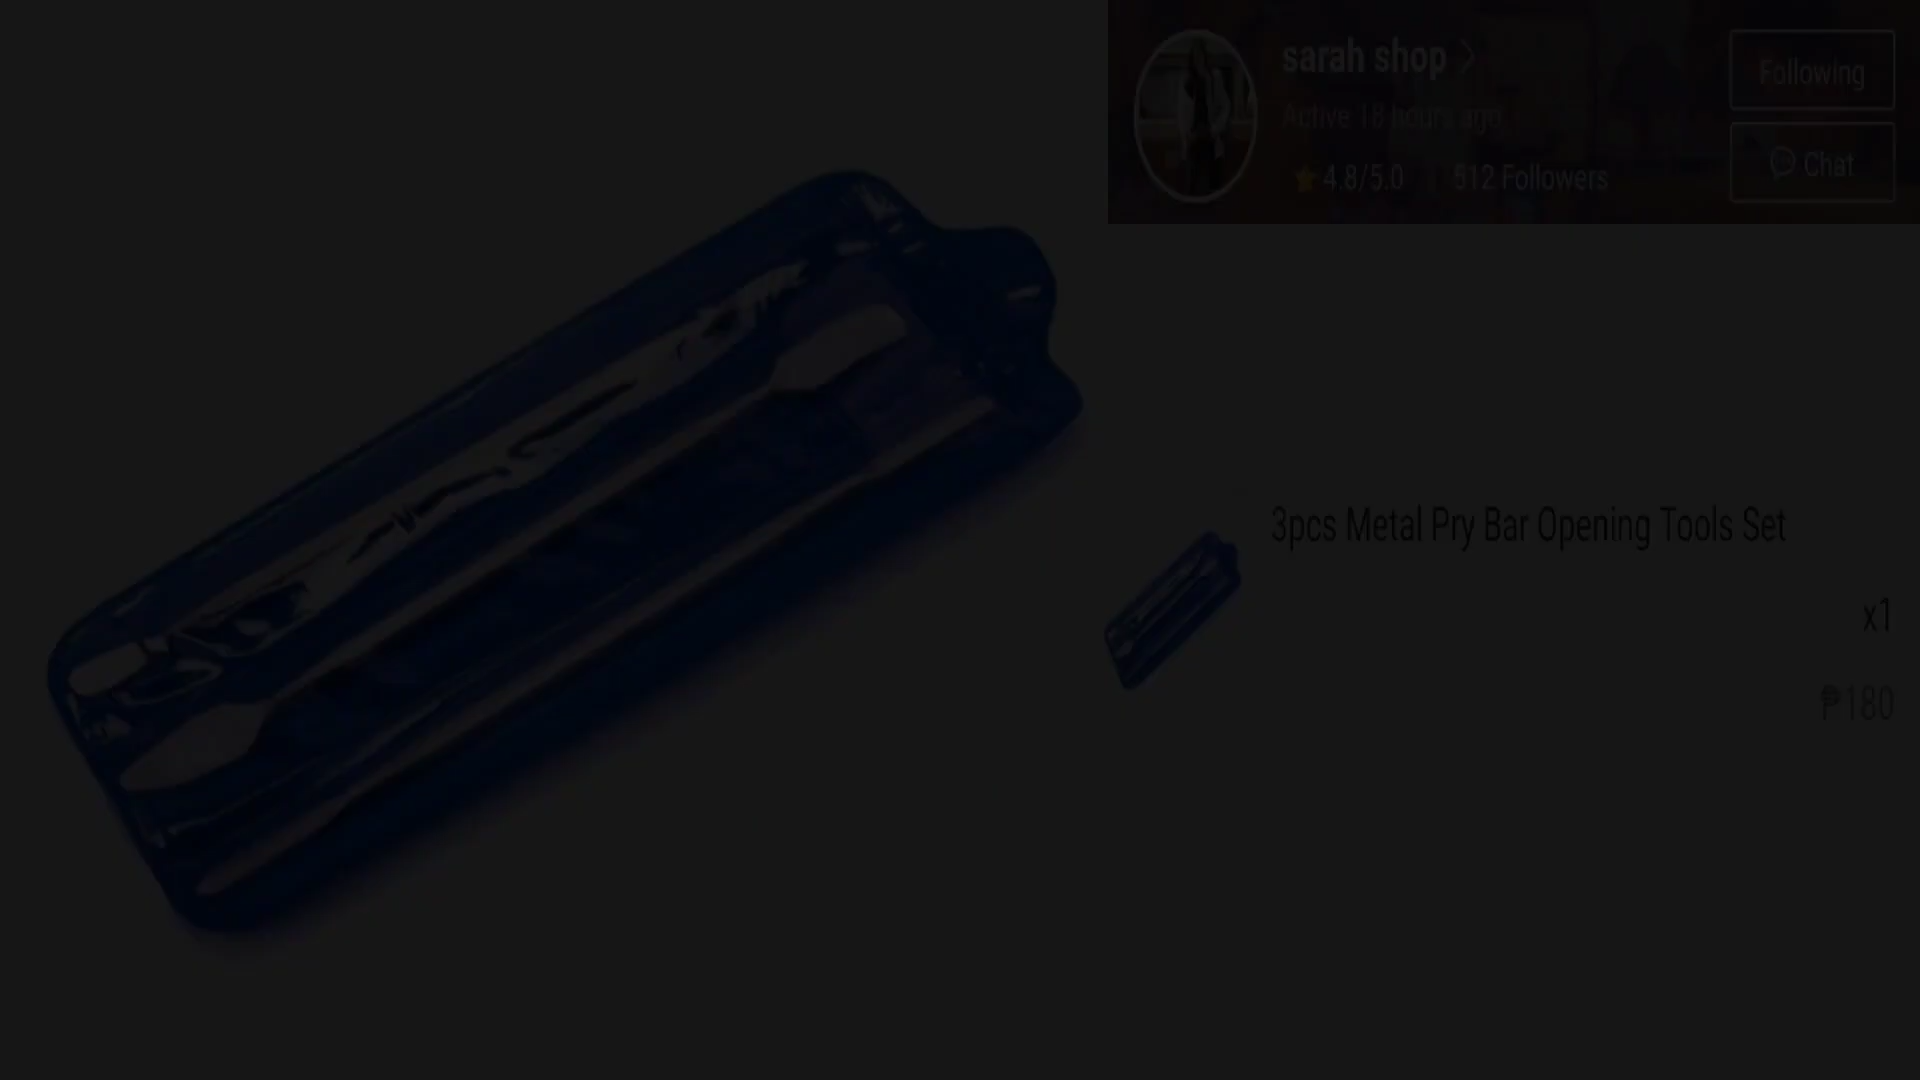 sarah shop
Following
Active 18 hours ago
4.8/5.0
512 Followers
Chat
3pcs Metal Pry Bar Opening Tools Set
x1
₱180